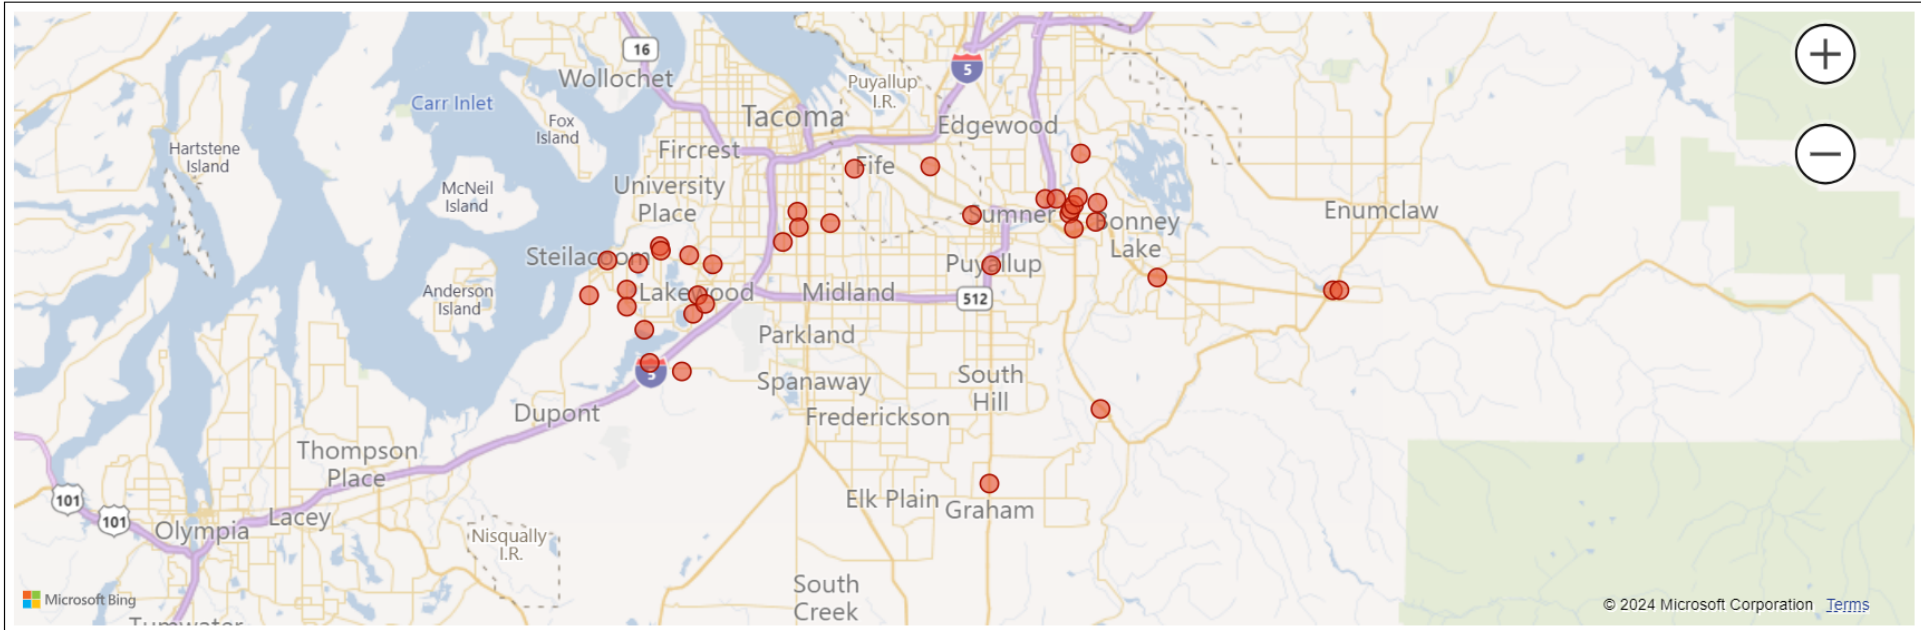 16
Wollochet
5
Puyallup
I.R.
Carr Inlet
Tacoma
Fox
Island
Edgewood
Hartstene
Island
Fircrest
Fife
McNeil
Island
University
Place
Sumner
Enumclaw
Bonney
Lake
Steilacoom
Puyallup
Anderson
Island
Lakewood
Midland
512
Parkland
5
Spanaway
South
Hill
Dupont
Frederickson
Thompson
Place
101
101
Elk Plain
Graham
Olympia
Lacey
Nisqually
I.R.
South
Creek
Microsoft Bing
© 2024 Microsoft Corporation Terms
Tumwater